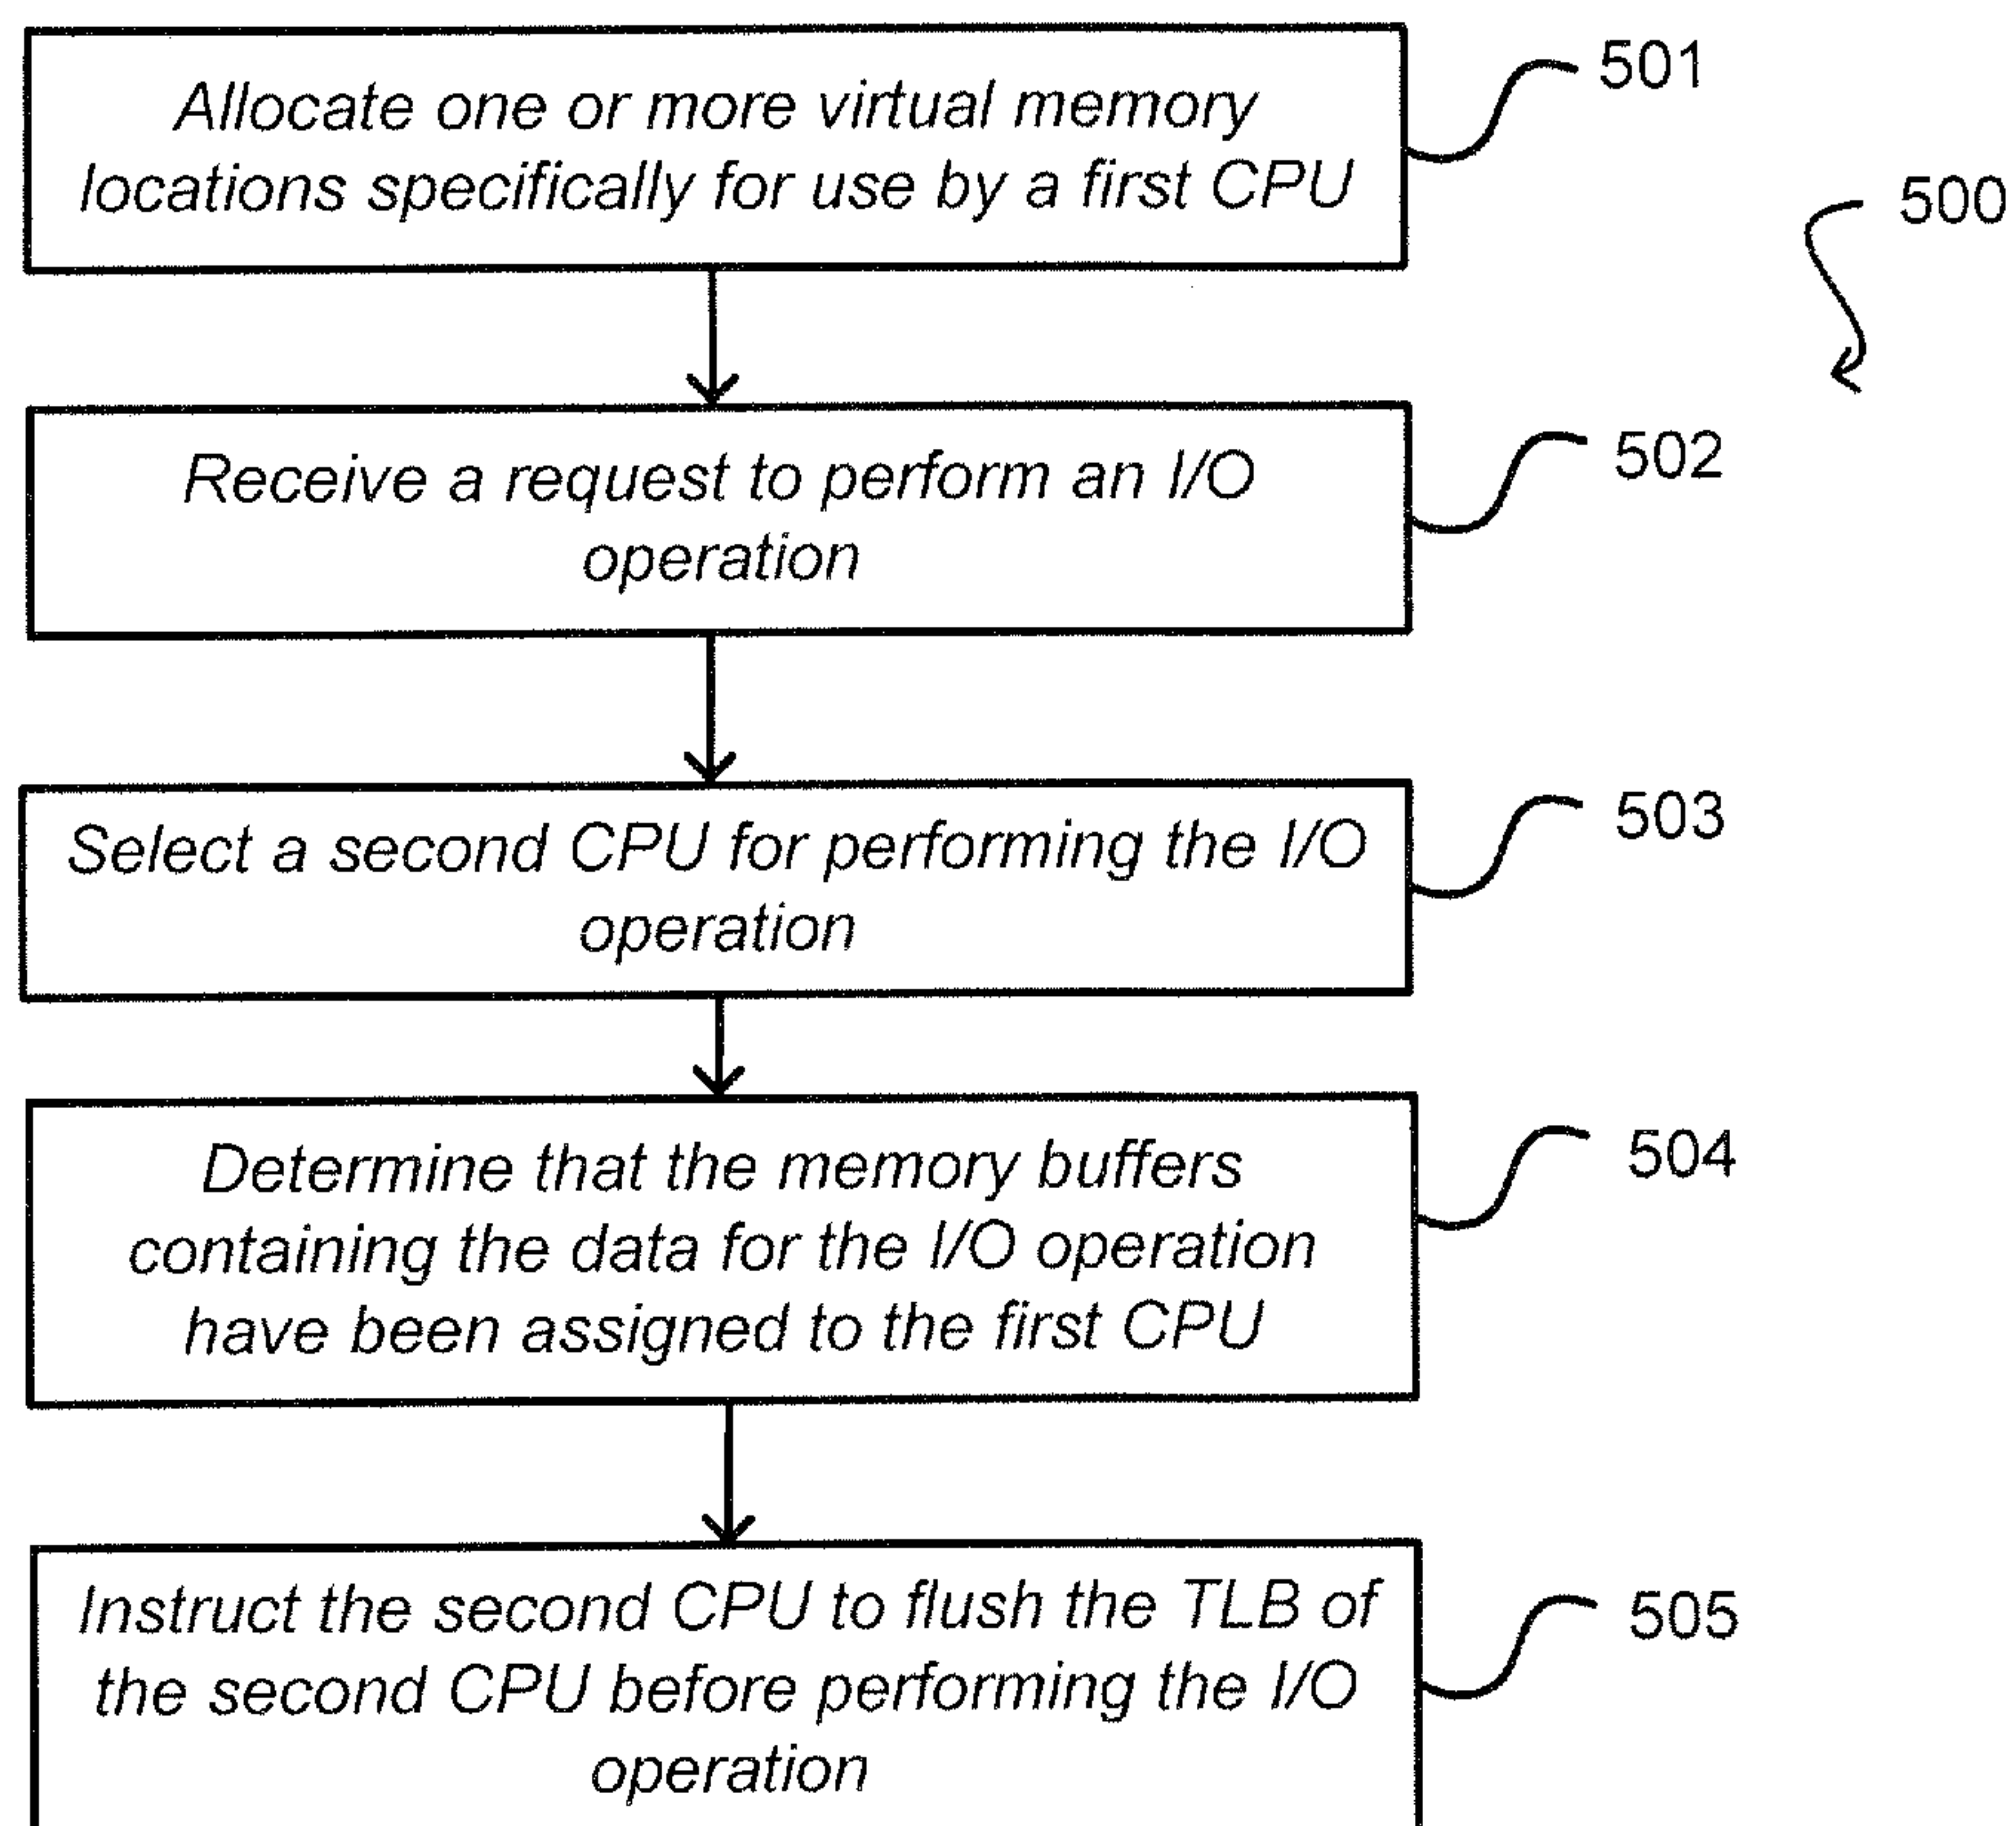 Allocate one or more virtual memory
locations specifically for use by a first CPU
501
500
Receive a request to perform an I/O
operation
502
Select a second CPU for performing the I/O
operation
503
Determine that the memory buffers
containing the data for the I/O operation
have been assigned to the first CPU
504
Instruct the second CPU to flush the TLB of
the second CPU before performing the I/O
operation
505